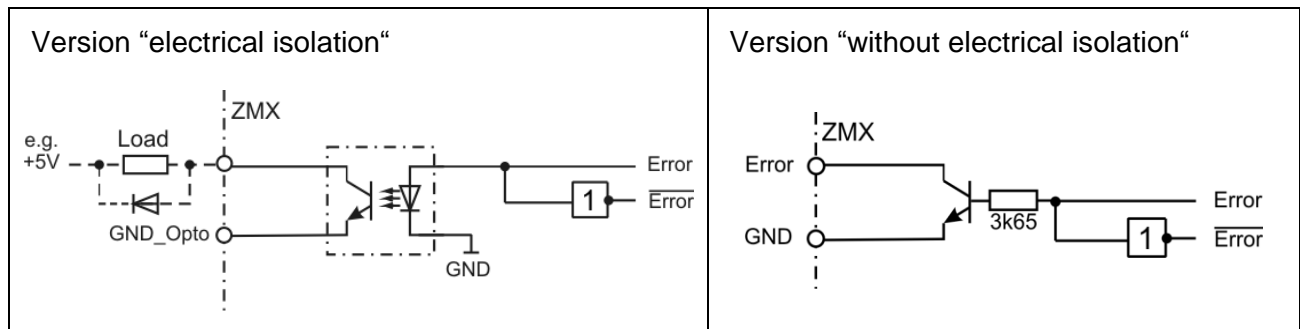 Version “electrical isolation“
ZMX
e.g.
+5V
Load
Error
1
Error
GND_Opto
GND
Version “without electrical isolation“
ZMX
Error
3k65
Error
GND
1
Error